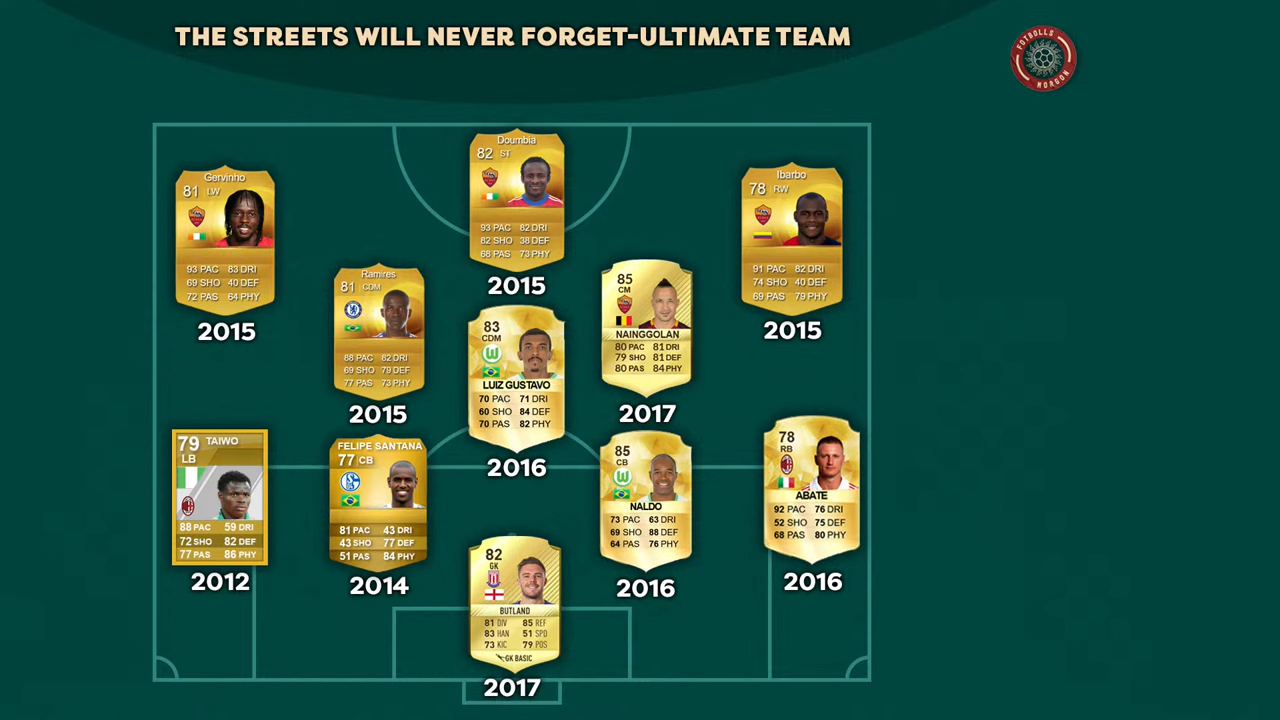 THE STREETS WILL NEVER FORGET-ULTIMATE TEAM
FOTBOLLS
HÖRGON
Doumbia
82 ST
93 PAC 82 DRI
82 SHO 38 DEF
68 PAS 73 PHY
2015
Gervinho
81 LW
93 PAC 83 DRI
69 SHO 40 DEF
72 PAS 64 PHY
2015
Ibarbo
78 RW
91 PAC 82 DRI
74 SHO 40 DEF
69 PAS 79 PHY
2015
Ramires
81 CDM
88 PAC 82 DRI
69 SHO 79 DEF
77 PAS 73 PHY
2015
83
CDM
W
LUIZ GUSTAVO
70 PAC 71 DRI
60 SHO 84 DEF
70 PAS 82 PHY
2016
85
CM
NAINGGOLAN
80 PAC 81 DRI
79 SHO 81 DEF
80 PAS 84 PHY
2017
79 TAIWO
LB
88 PAC 59 DRI
72 SHO 82 DEF
77 PAS 86 PHY
2012
FELIPE SANTANA
77 CB
81 PAC 43 DRI
43 SHO 77 DEF
51 PAS 84 PHY
2014
85
CB
W
NALDO
73 PAC 63 DRI
69 SHO 88 DEF
64 PAS 76 PHY
2016
78
RB
ABATE
92 PAC 76 DRI
52 SHO 75 DEF
68 PAS 80 PHY
2016
82
GK
BUTLAND
81 DIV 85 REF
83 HAN 51 SPD
73 KIC 79 POS
GK BASIC
2017